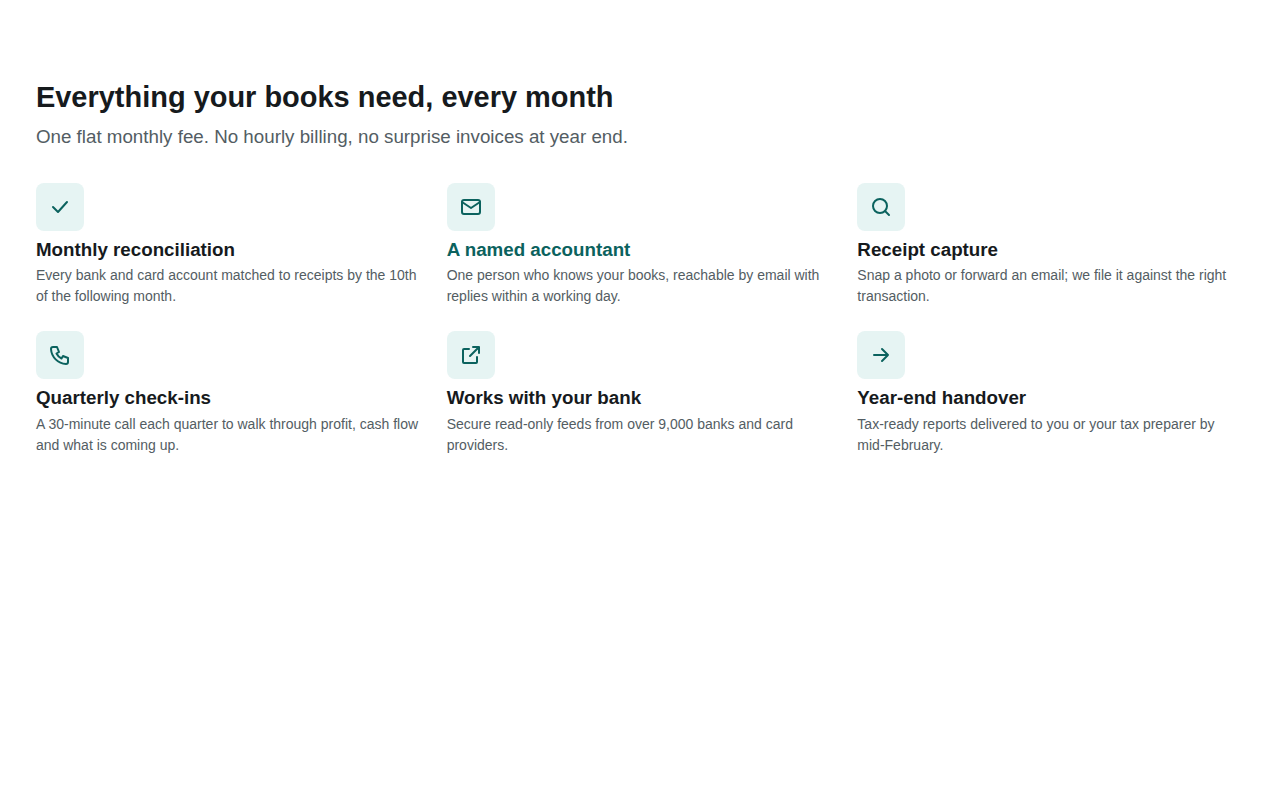 Everything your books need, every month
One flat monthly fee. No hourly billing, no surprise invoices at year end.
Monthly reconciliation
Every bank and card account matched to receipts by the 10th
of the following month.
A named accountant
One person who knows your books, reachable by email with
replies within a working day.
Receipt capture
Snap a photo or forward an email; we file it against the right
transaction.
Quarterly check-ins
A 30-minute call each quarter to walk through profit, cash flow
and what is coming up.
Works with your bank
Secure read-only feeds from over 9,000 banks and card
providers.
Year-end handover
Tax-ready reports delivered to you or your tax preparer by
mid-February.